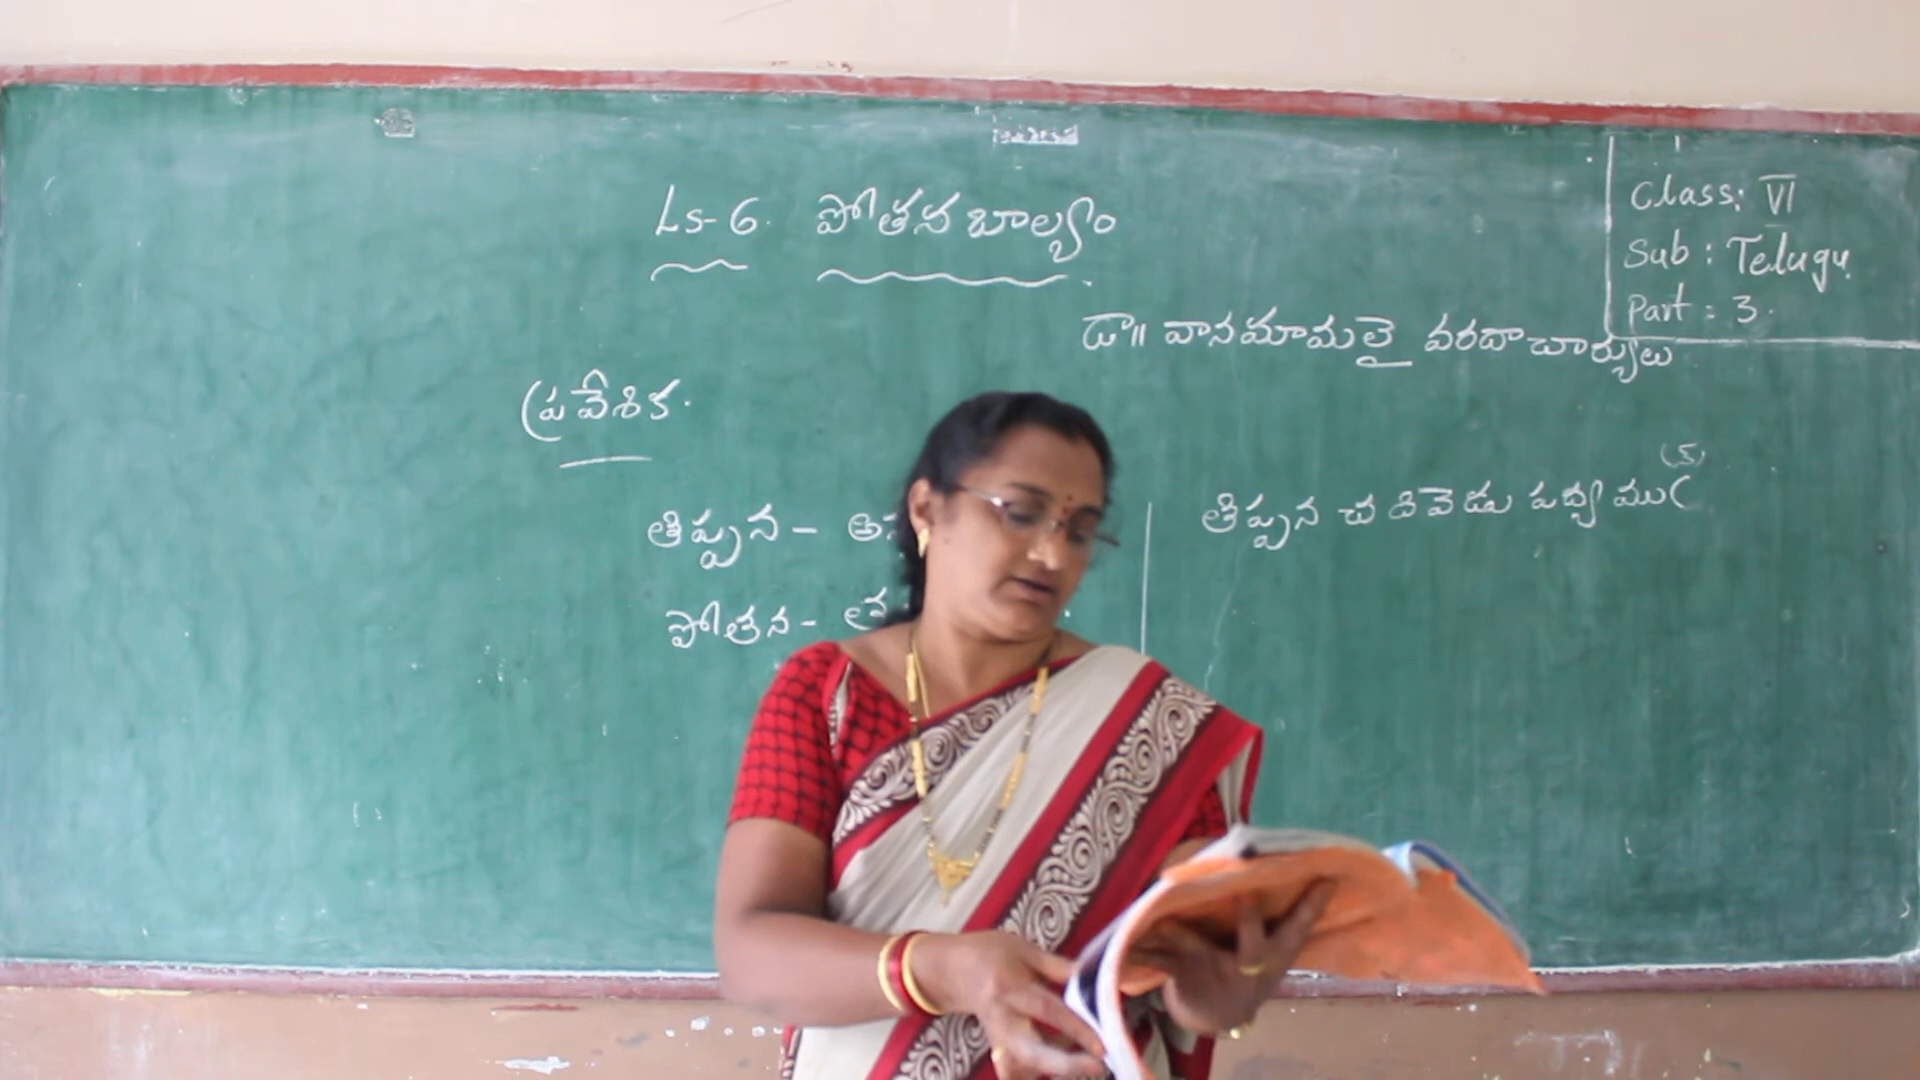 Ls-6. పోతన బాల్యం
Class: VI
Sub : Telugu.
Part : 3.
డా॥ వానమామలై వరదాచార్యులు
ప్రవేశిక.
తిప్పన -
తిప్పన చదివెడు పద్యము
పోతన -